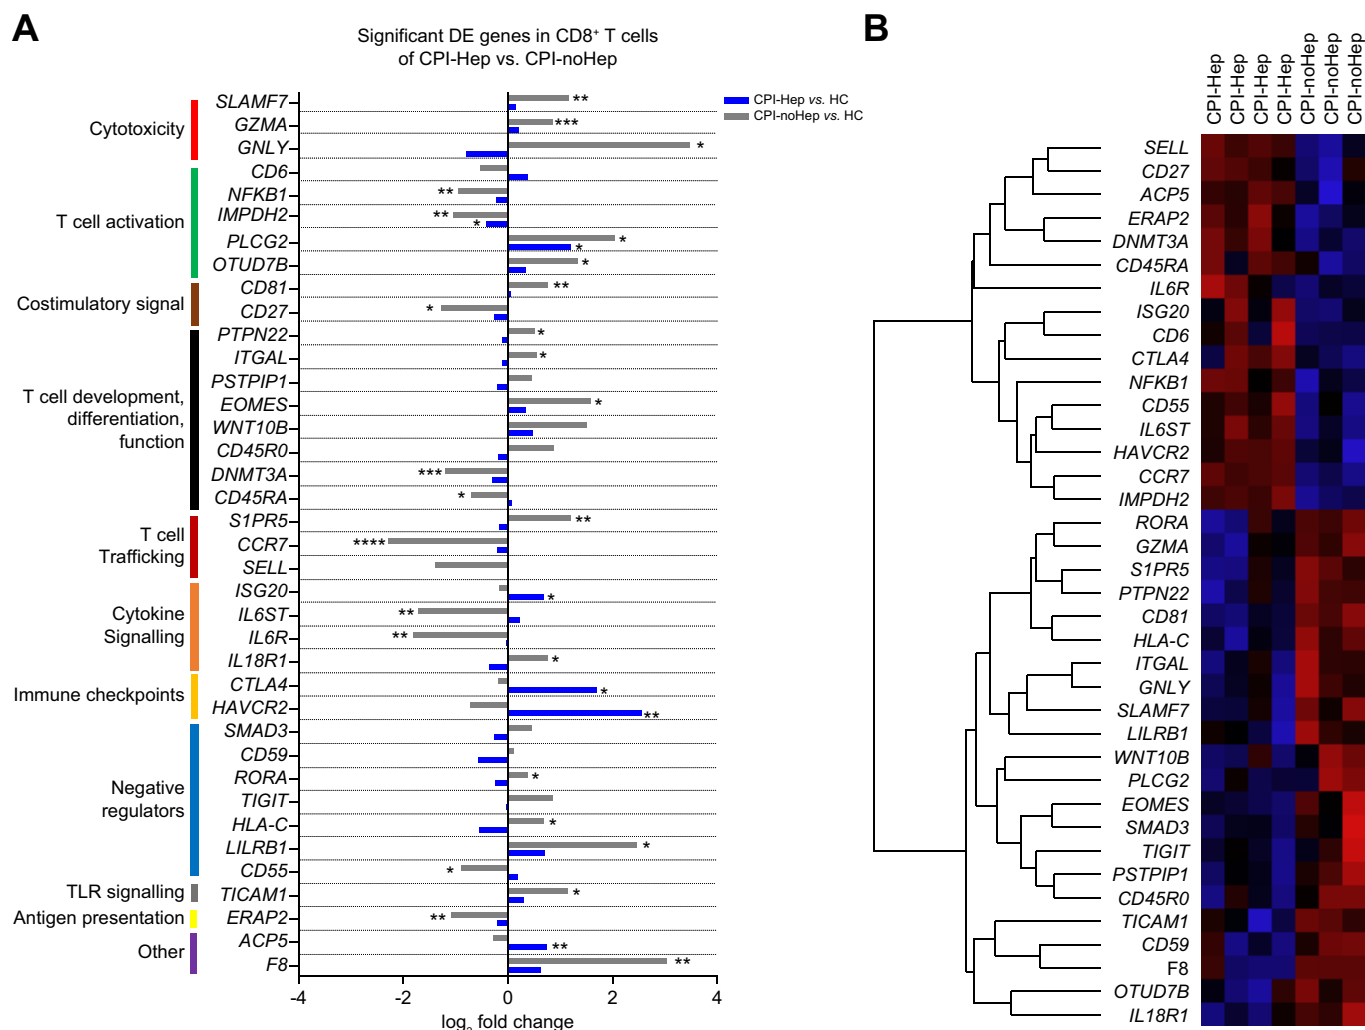 A
Significant DE genes in CD8⁺ T cells
of CPI-Hep vs. CPI-noHep
CPI-Hep vs. HC
CPI-noHep vs. HC
Cytotoxicity
SLAMF7 **
GZMA ***
GNLY *
T cell activation
CD6
NFKB1 **
IMPDH2 ** *
PLCG2 * *
OTUD7B *
Costimulatory signal
CD81 **
CD27 *
T cell development,
differentiation,
function
PTPN22 *
ITGAL *
PSTPIP1
EOMES *
WNT10B
CD45R0
DNMT3A ***
CD45RA *
T cell
Trafficking
S1PR5 **
CCR7 ****
SELL
Cytokine
Signalling
ISG20 *
IL6ST **
IL6R **
IL18R1 *
Immune checkpoints
CTLA4 *
HAVCR2 **
Negative
regulators
SMAD3
CD59
RORA *
TIGIT
HLA-C *
LILRB1 *
CD55 *
TLR signalling
TICAM1 *
Antigen presentation
ERAP2 **
Other
ACP5 **
F8 **
-4 -2 0 2 4
log₂ fold change
B
CPI-Hep
CPI-Hep
CPI-Hep
CPI-Hep
CPI-noHep
CPI-noHep
CPI-noHep
SELL
CD27
ACP5
ERAP2
DNMT3A
CD45RA
IL6R
ISG20
CD6
CTLA4
NFKB1
CD55
IL6ST
HAVCR2
CCR7
IMPDH2
RORA
GZMA
S1PR5
PTPN22
CD81
HLA-C
ITGAL
GNLY
SLAMF7
LILRB1
WNT10B
PLCG2
EOMES
SMAD3
TIGIT
PSTPIP1
CD45R0
TICAM1
CD59
F8
OTUD7B
IL18R1